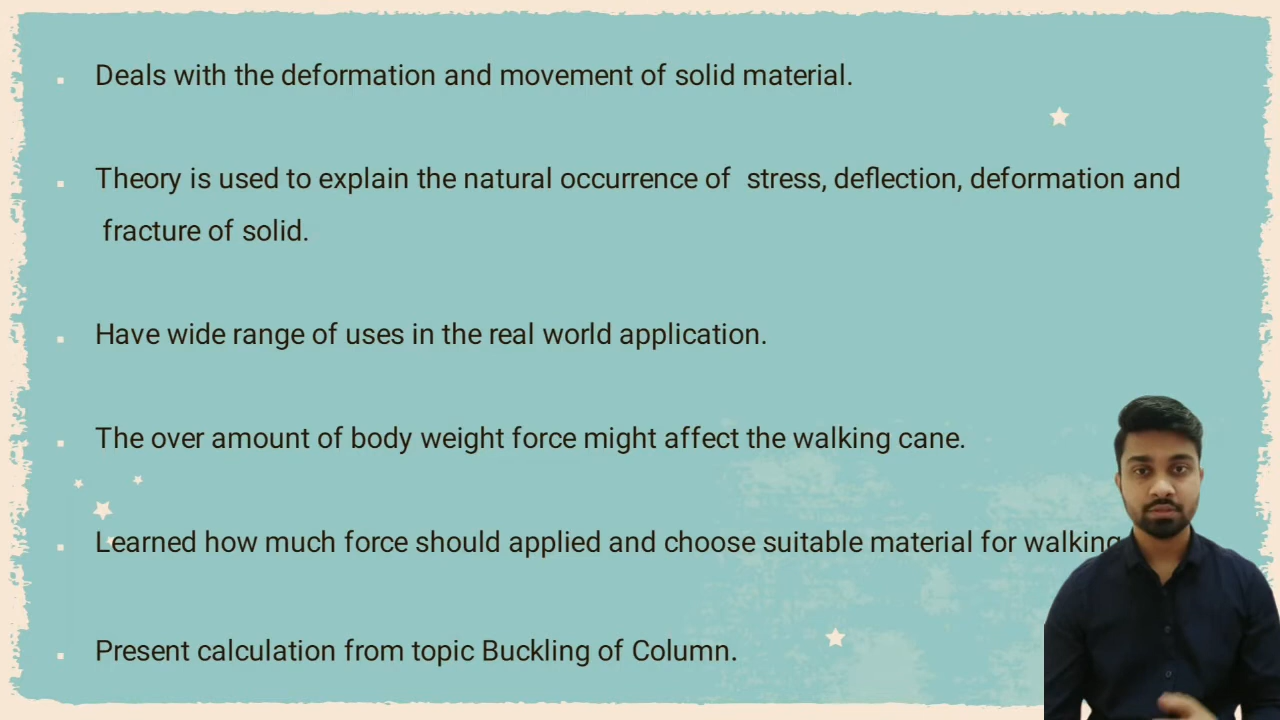 Deals with the deformation and movement of solid material.
Theory is used to explain the natural occurrence of stress, deflection, deformation and
fracture of solid.
Have wide range of uses in the real world application.
The over amount of body weight force might affect the walking cane.
Learned how much force should applied and choose suitable material for walking
Present calculation from topic Buckling of Column.